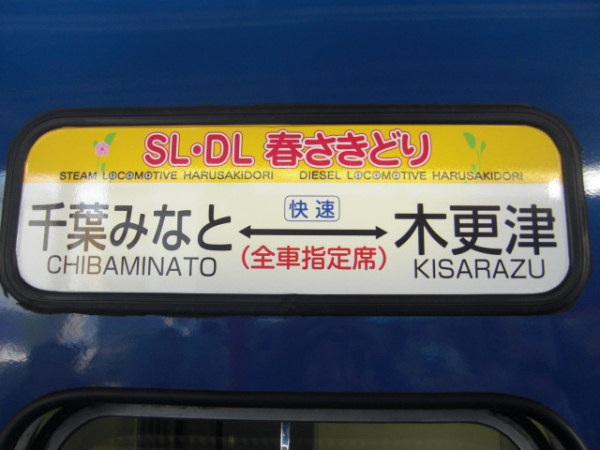 SL・DL 春さきどり
STEAM LOCOMOTIVE HARUSAKIDORI DIESEL LOCOMOTIVE HARUSAKIDORI
快速
千葉みなと ←→ 木更津
CHIBAMINATO (全車指定席) KISARAZU